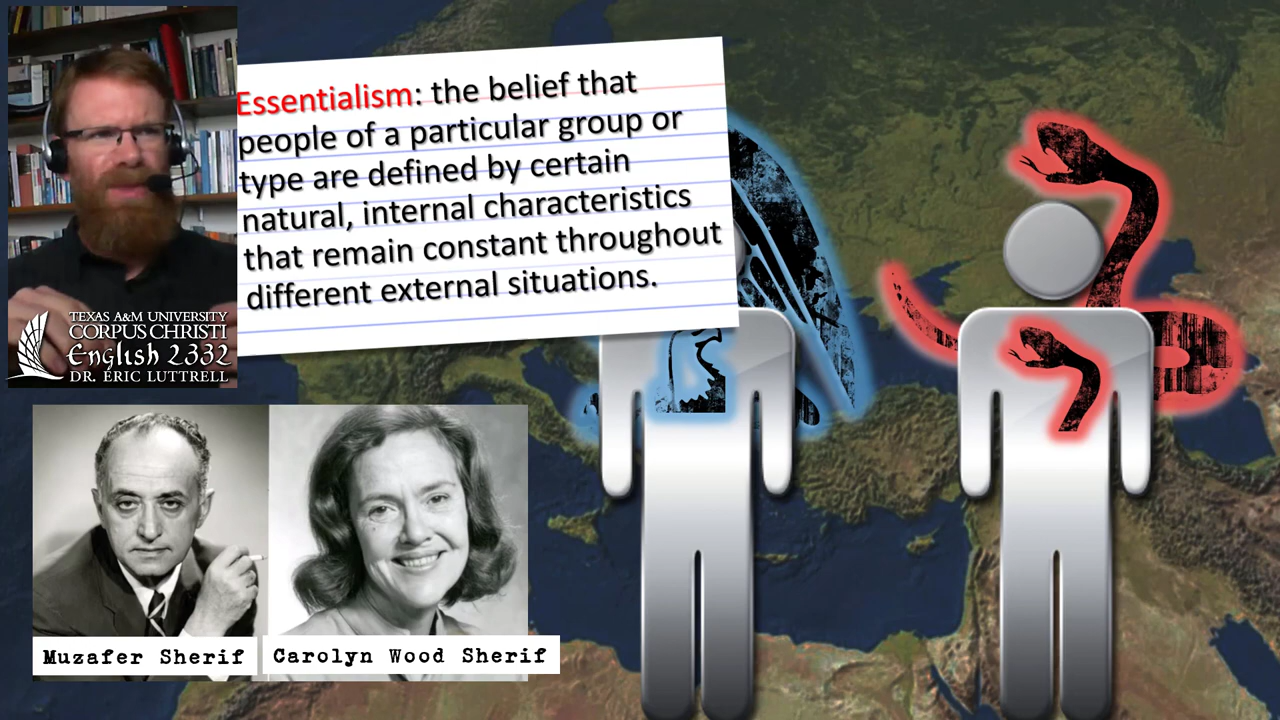 Essentialism: the belief that
people of a particular group or
type are defined by certain
natural, internal characteristics
that remain constant throughout
different external situations.
TEXAS A&M UNIVERSITY
CORPUS CHRISTI
English 2332
DR. ERIC LUTTRELL
Muzafer Sherif
Carolyn Wood Sherif